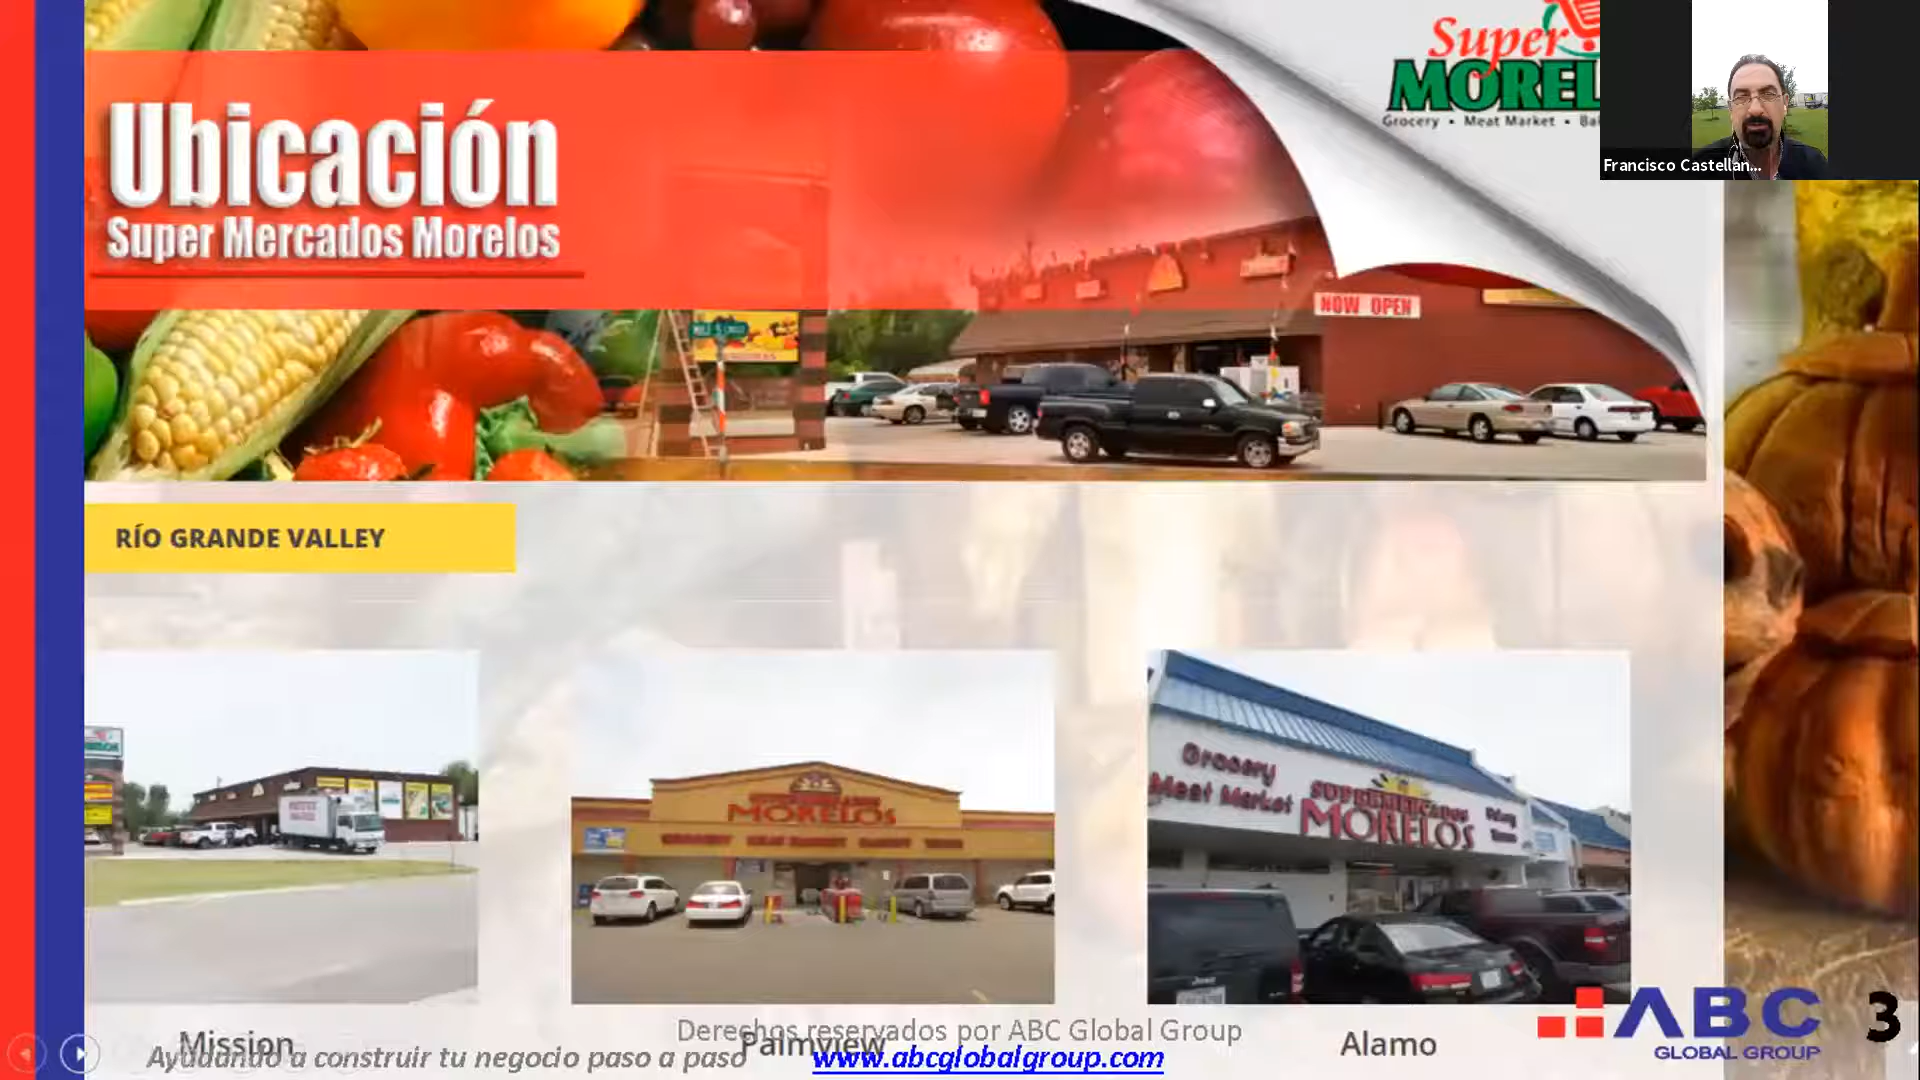 Super
MOREL
Grocery • Meat Market • Ba
Francisco Castellan...
Ubicación
Super Mercados Morelos
NOW OPEN
RÍO GRANDE VALLEY
MORELOS
Grocery
Meat Market
SUPERMERCADOS
MORELOS
Mission
Palmview
Alamo
Derechos reservados por ABC Global Group
Ayudando a construir tu negocio paso a paso
www.abcglobalgroup.com
ABC
GLOBAL GROUP
3